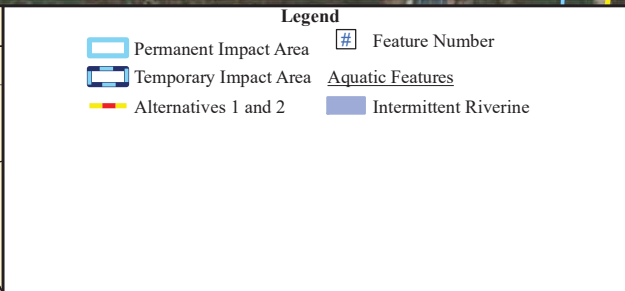 Legend
Permanent Impact Area
# Feature Number
Temporary Impact Area
Aquatic Features
Alternatives 1 and 2
Intermittent Riverine